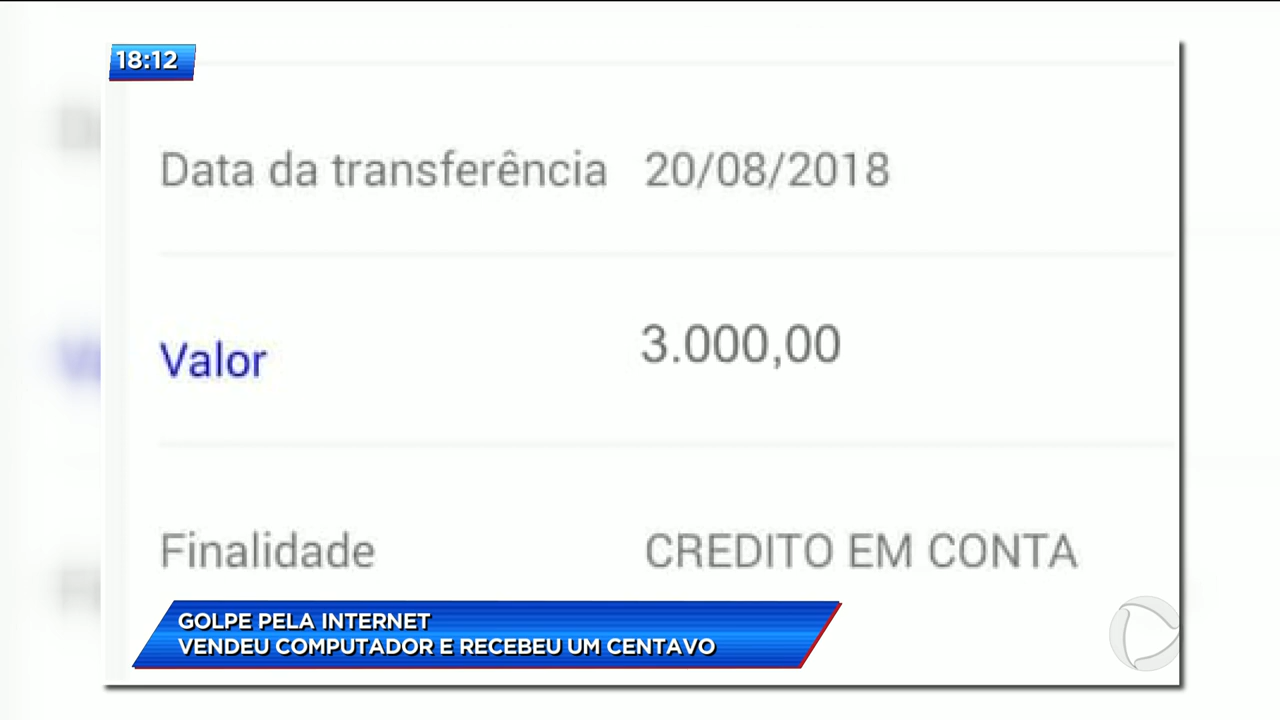 18:12
Data da transferência 20/08/2018
Valor 3.000,00
Finalidade CREDITO EM CONTA
GOLPE PELA INTERNET
VENDEU COMPUTADOR E RECEBEU UM CENTAVO